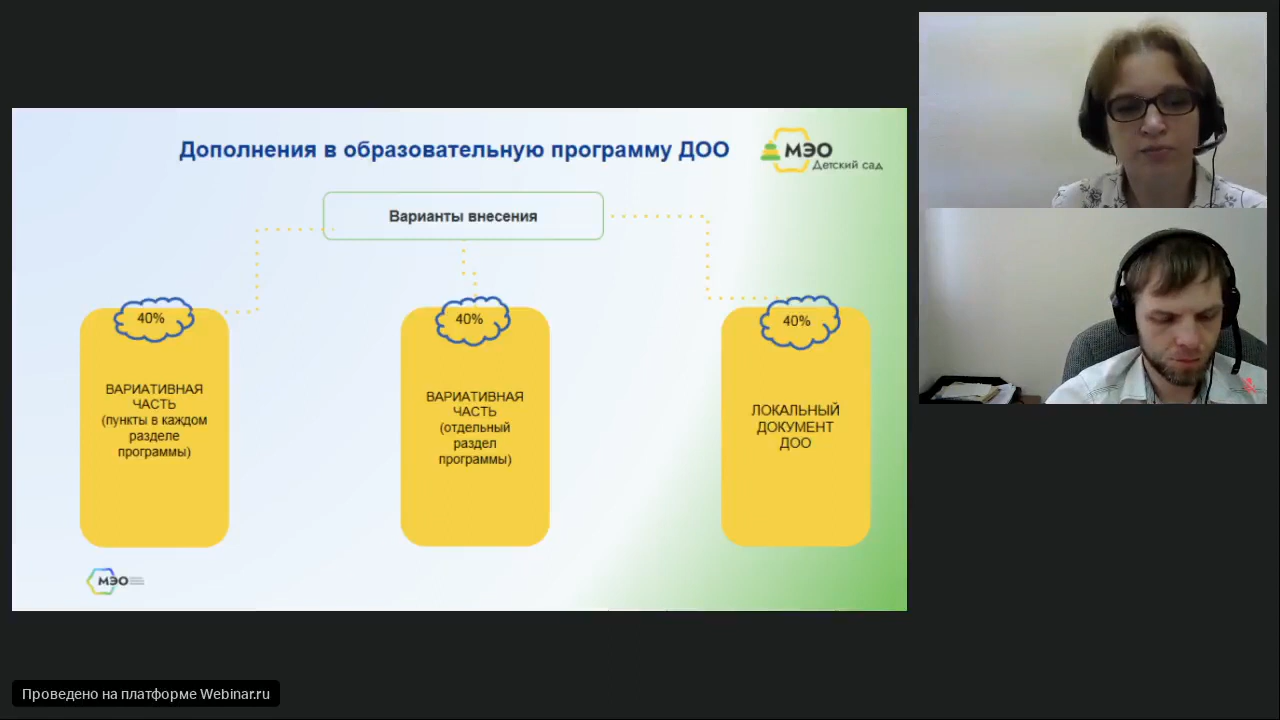 Дополнения в образовательную программу ДОО
МЭО
Детский сад
Варианты внесения
40%
ВАРИАТИВНАЯ
ЧАСТЬ
(пункты в каждом
разделе
программы)
40%
ВАРИАТИВНАЯ
ЧАСТЬ
(отдельный
раздел
программы)
40%
ЛОКАЛЬНЫЙ
ДОКУМЕНТ
ДОО
МЭО
Проведено на платформе Webinar.ru